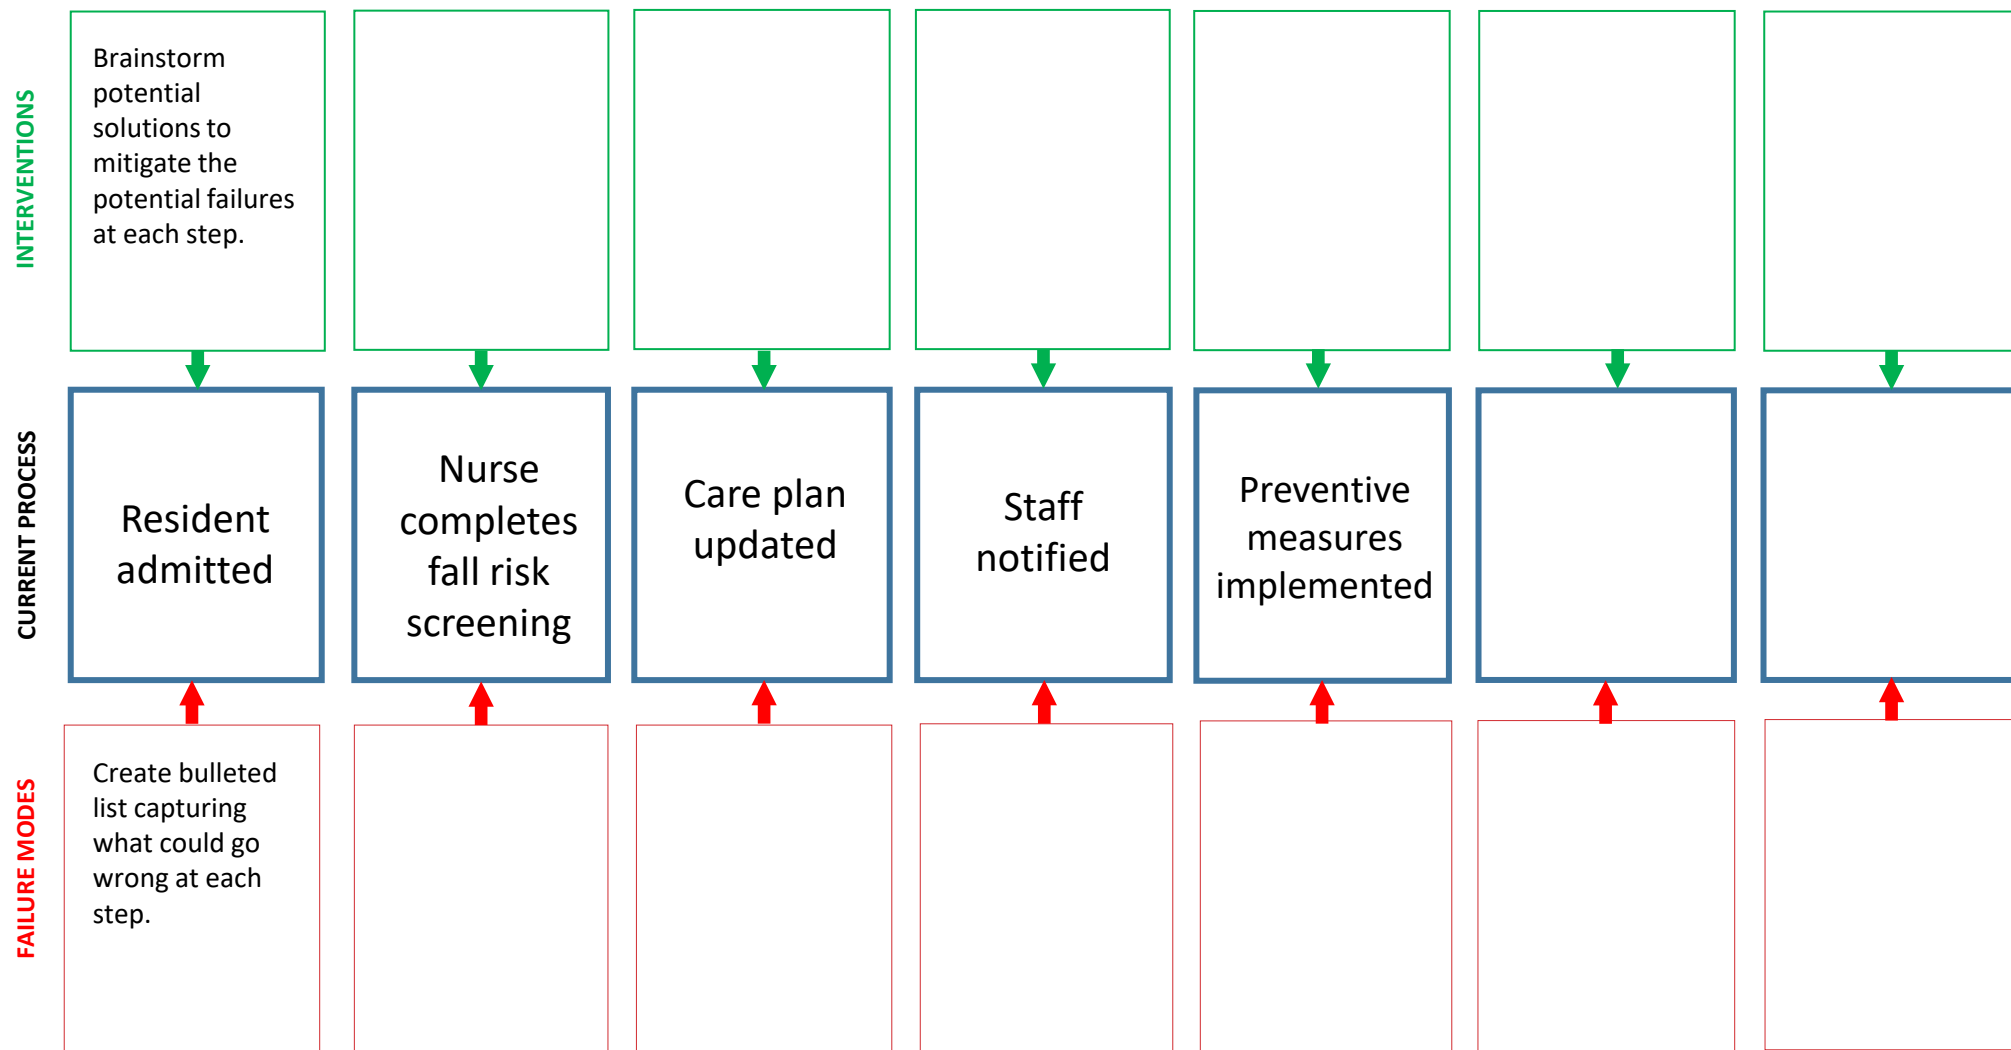 INTERVENTIONS
Brainstorm
potential
solutions to
mitigate the
potential failures
at each step.
CURRENT PROCESS
Resident
admitted
Nurse
completes
fall risk
screening
Care plan
updated
Staff
notified
Preventive
measures
implemented
FAILURE MODES
Create bulleted
list capturing
what could go
wrong at each
step.